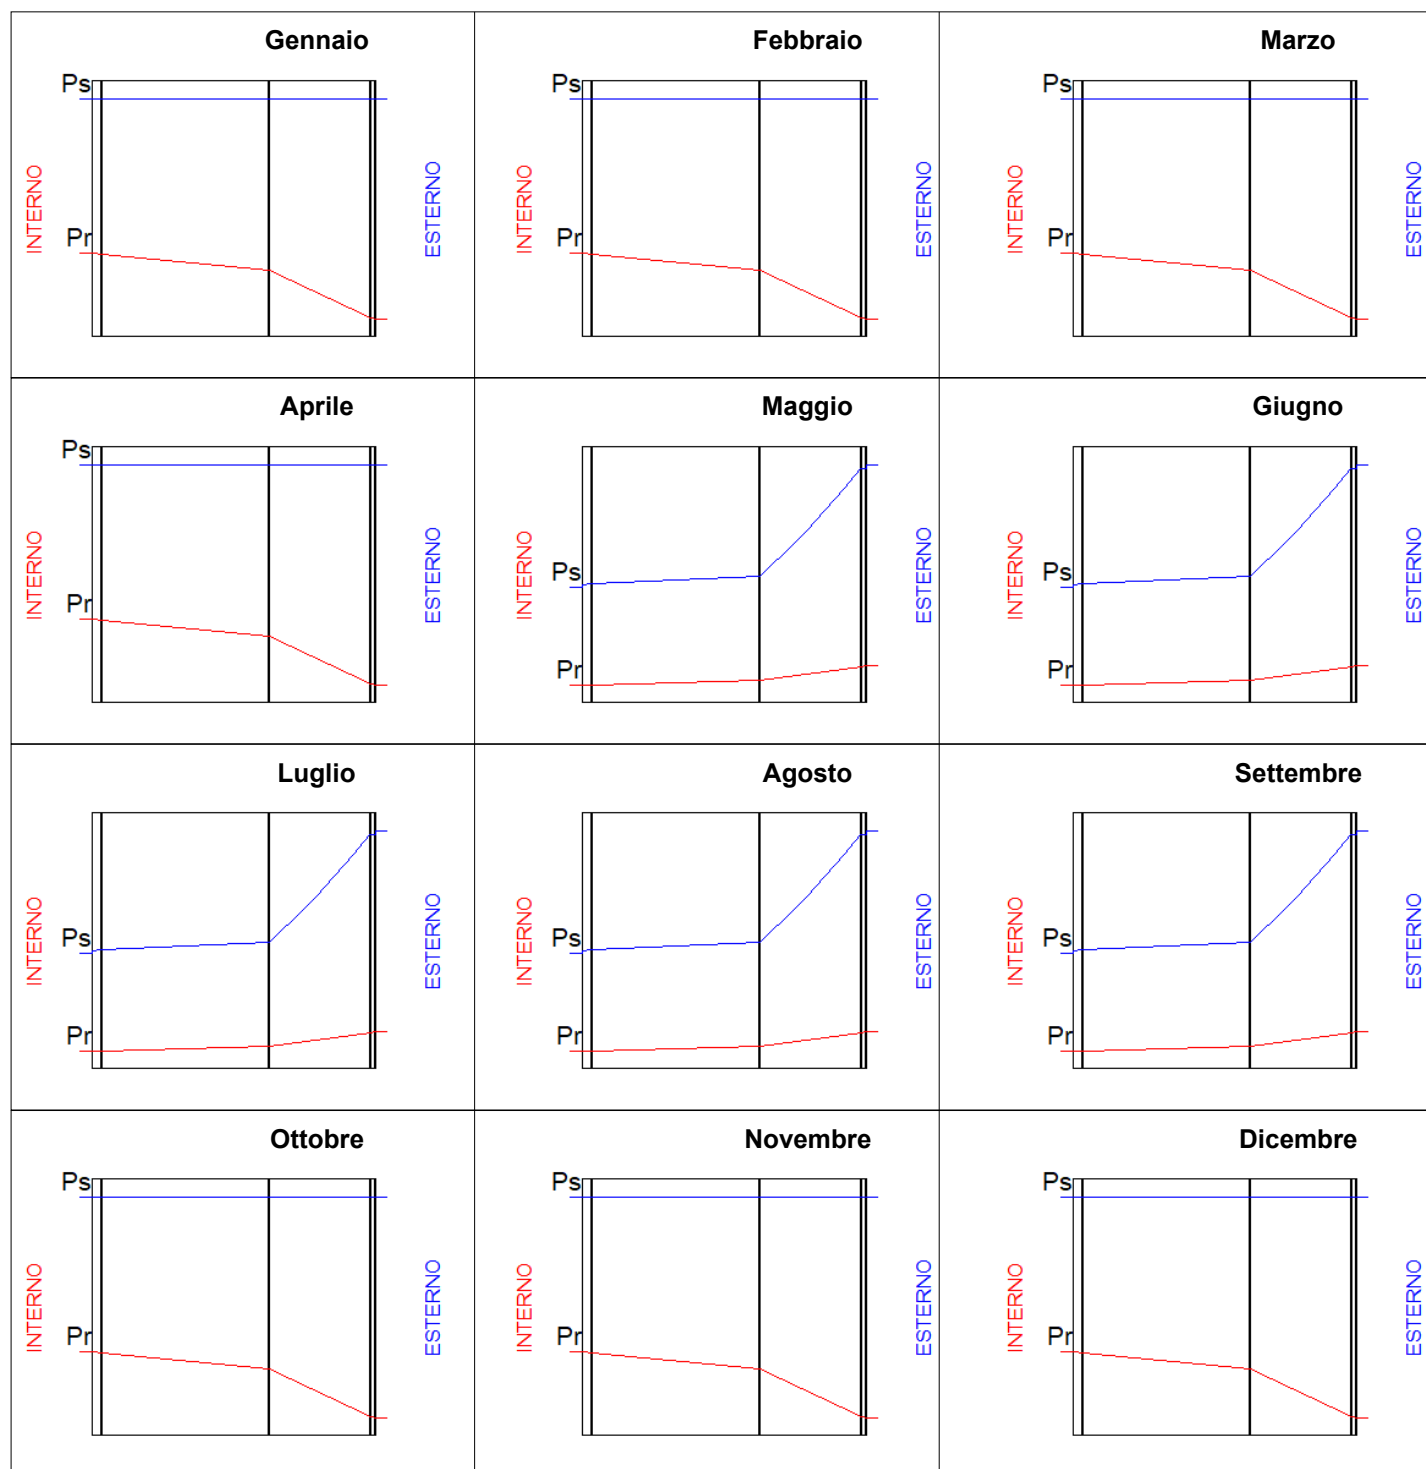 Gennaio Febbraio Marzo
Ps Ps Ps
INTERNO ESTERNO INTERNO ESTERNO INTERNO ESTERNO
Pr Pr Pr
Aprile Maggio Giugno
Ps
INTERNO ESTERNO INTERNO ESTERNO INTERNO ESTERNO
Ps Ps
Pr
Pr Pr
Luglio Agosto Settembre
INTERNO ESTERNO INTERNO ESTERNO INTERNO ESTERNO
Ps Ps Ps
Pr Pr Pr
Ottobre Novembre Dicembre
Ps Ps Ps
INTERNO ESTERNO INTERNO ESTERNO INTERNO ESTERNO
Pr Pr Pr